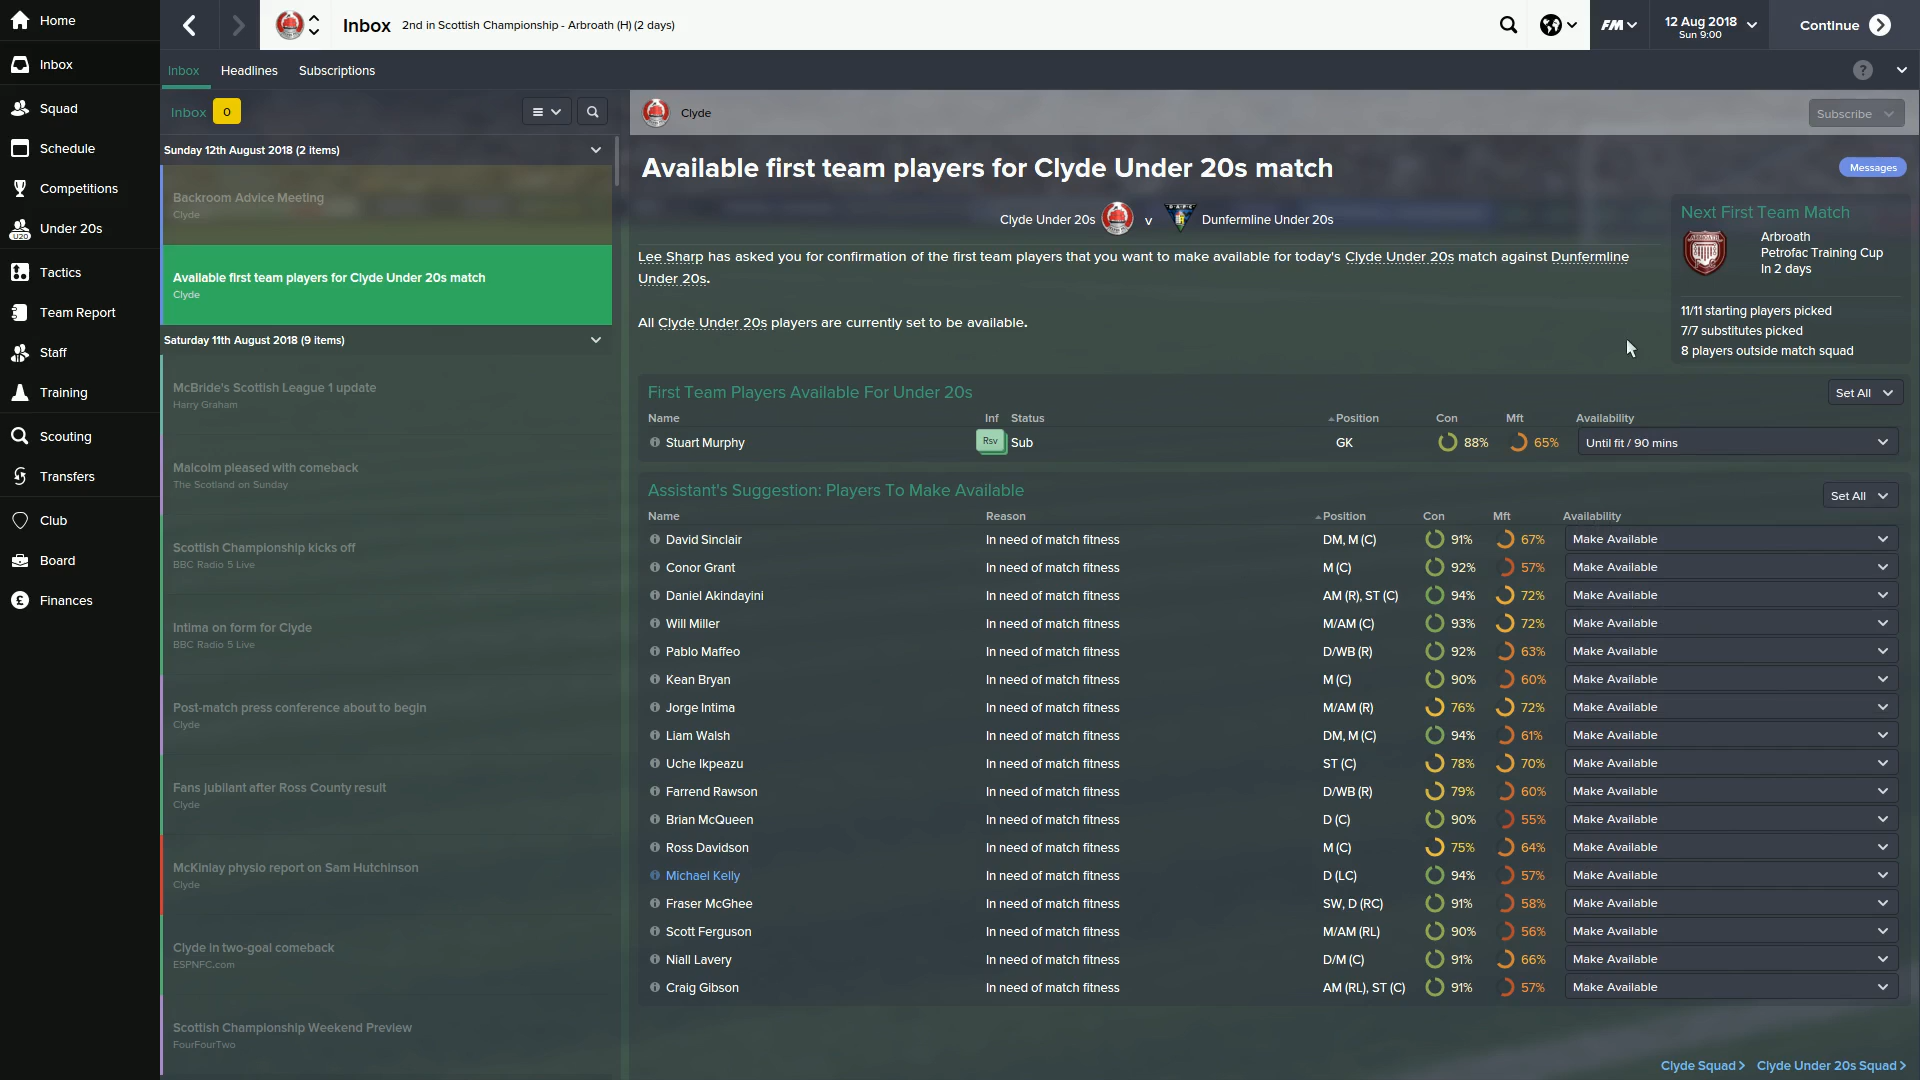 Home
Inbox
Squad
Schedule
Competitions
Under 20s
Tactics
Team Report
Staff
Training
Scouting
Transfers
Club
Board
Finances
Inbox 2nd in Scottish Championship - Arbroath (H) (2 days)
FM
12 Aug 2018
Sun 9:00
Continue
Inbox Headlines Subscriptions
Inbox 0
Sunday 12th August 2018 (2 items)
Backroom Advice Meeting
Clyde
Available first team players for Clyde Under 20s match
Clyde
Saturday 11th August 2018 (9 items)
McBride's Scottish League 1 update
Harry Graham
Malcolm pleased with comeback
The Scotland on Sunday
Scottish Championship kicks off
BBC Radio 5 Live
Intima on form for Clyde
BBC Radio 5 Live
Post-match press conference about to begin
Clyde
Fans jubilant after Ross County result
Clyde
McKinlay physio report on Sam Hutchinson
Clyde
Clyde in two-goal comeback
ESPNFC.com
Scottish Championship Weekend Preview
FourFourTwo
Clyde
Subscribe
Available first team players for Clyde Under 20s match
Messages
Clyde Under 20s v Dunfermline Under 20s
Lee Sharp has asked you for confirmation of the first team players that you want to make available for today's Clyde Under 20s match against Dunfermline
Under 20s.
All Clyde Under 20s players are currently set to be available.
Next First Team Match
Arbroath
Petrofac Training Cup
In 2 days
11/11 starting players picked
7/7 substitutes picked
8 players outside match squad
First Team Players Available For Under 20s
Set All
Name Inf Status Position Con Mft Availability
Stuart Murphy Rsv Sub GK 88% 65% Until fit / 90 mins
Assistant's Suggestion: Players To Make Available
Set All
Name Reason Position Con Mft Availability
David Sinclair In need of match fitness DM, M (C) 91% 67% Make Available
Conor Grant In need of match fitness M (C) 92% 57% Make Available
Daniel Akindayini In need of match fitness AM (R), ST (C) 94% 72% Make Available
Will Miller In need of match fitness M/AM (C) 93% 72% Make Available
Pablo Maffeo In need of match fitness D/WB (R) 92% 63% Make Available
Kean Bryan In need of match fitness M (C) 90% 60% Make Available
Jorge Intima In need of match fitness M/AM (R) 76% 72% Make Available
Liam Walsh In need of match fitness DM, M (C) 94% 61% Make Available
Uche Ikpeazu In need of match fitness ST (C) 78% 70% Make Available
Farrend Rawson In need of match fitness D/WB (R) 79% 60% Make Available
Brian McQueen In need of match fitness D (C) 90% 55% Make Available
Ross Davidson In need of match fitness M (C) 75% 64% Make Available
Michael Kelly In need of match fitness D (LC) 94% 57% Make Available
Fraser McGhee In need of match fitness SW, D (RC) 91% 58% Make Available
Scott Ferguson In need of match fitness M/AM (RL) 90% 56% Make Available
Niall Lavery In need of match fitness D/M (C) 91% 66% Make Available
Craig Gibson In need of match fitness AM (RL), ST (C) 91% 57% Make Available
Clyde Squad > Clyde Under 20s Squad >